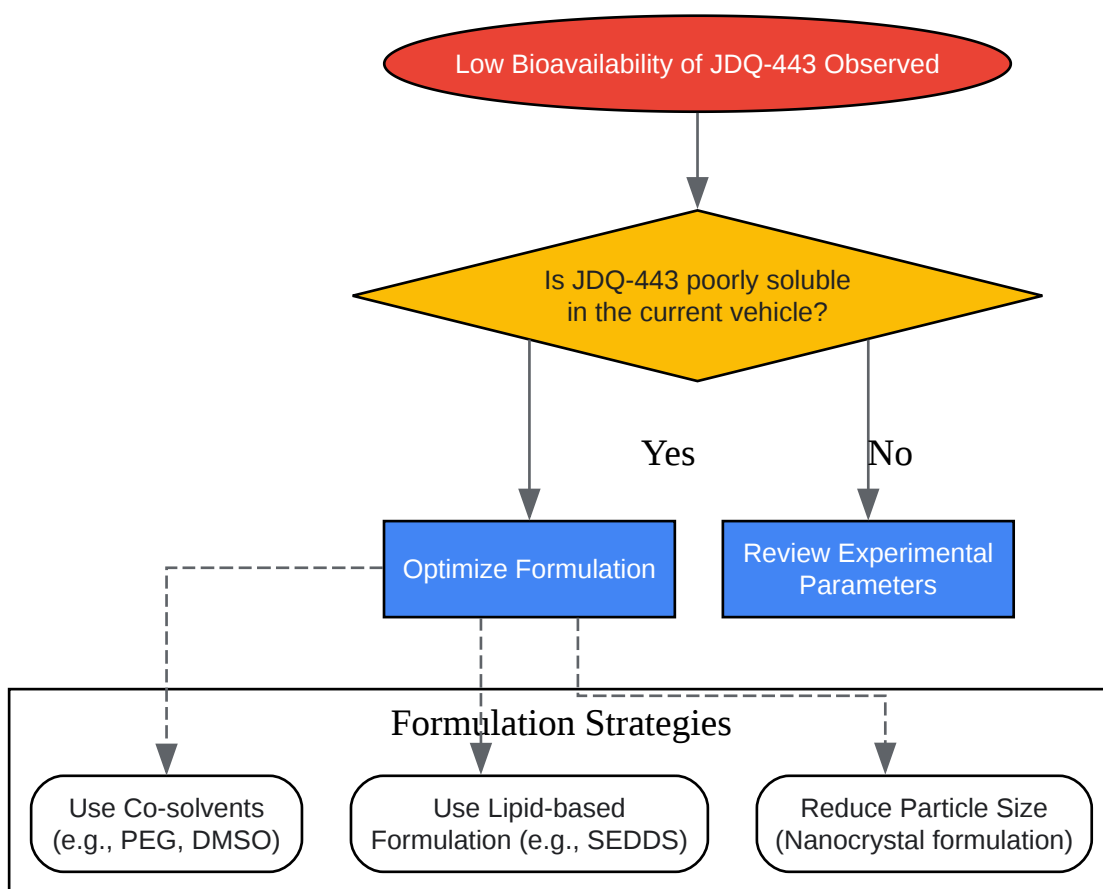 Low Bioavailability of JDQ-443 Observed
Is JDQ-443 poorly soluble
in the current vehicle?
Yes
No
Optimize Formulation
Review Experimental
Parameters
Formulation Strategies
Use Co-solvents
(e.g., PEG, DMSO)
Use Lipid-based
Formulation (e.g., SEDDS)
Reduce Particle Size
(Nanocrystal formulation)